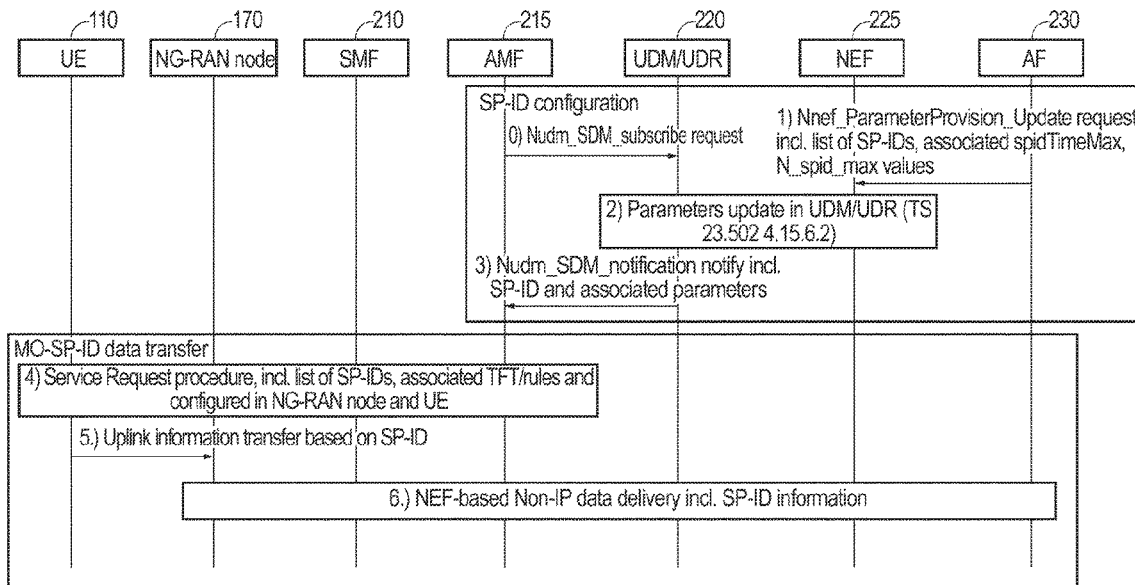 110
170
210
215
220
225
230
UE
NG-RAN node
SMF
AMF
UDM/UDR
NEF
AF
SP-ID configuration
0) Nudm_SDM_subscribe request
1) Nnef_ParameterProvision_Update request
incl. list of SP-IDs, associated spidTimeMax,
N_spid_max values
2) Parameters update in UDM/UDR (TS
23.502 4.15.6.2)
3) Nudm_SDM_notification notify incl.
SP-ID and associated parameters
MO-SP-ID data transfer
4) Service Request procedure, incl. list of SP-IDs, associated TFT/rules and
configured in NG-RAN node and UE
5.) Uplink information transfer based on SP-ID
6.) NEF-based Non-IP data delivery incl. SP-ID information